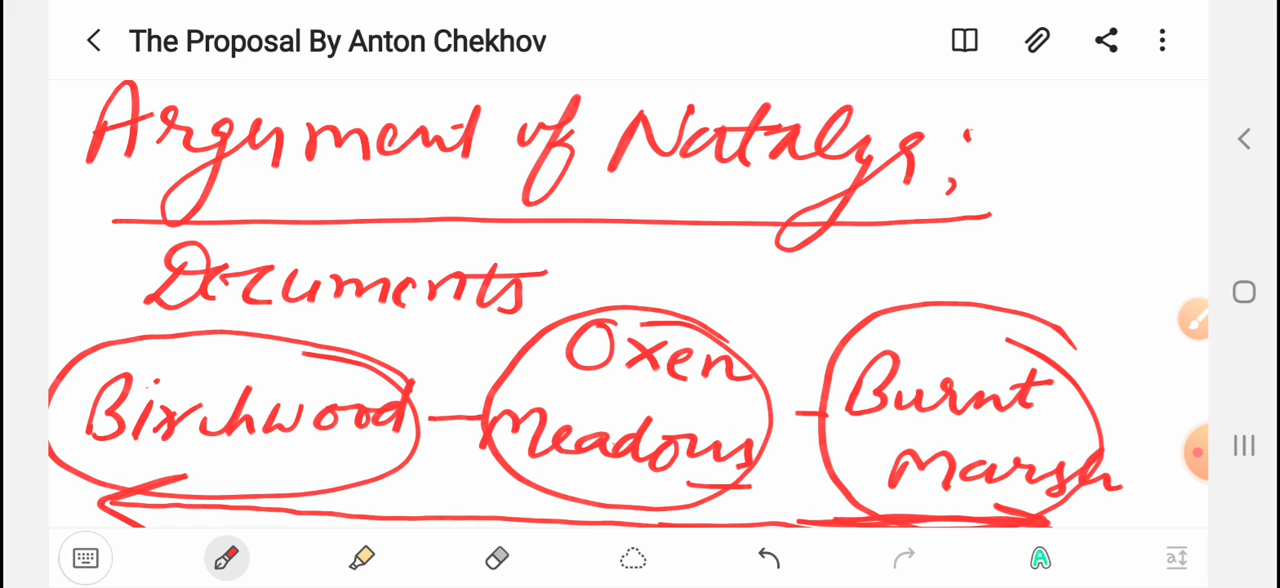 The Proposal By Anton Chekhov
Argument of Natalya:
Documents
Birchwood - Oxen Meadows - Burnt Marsh